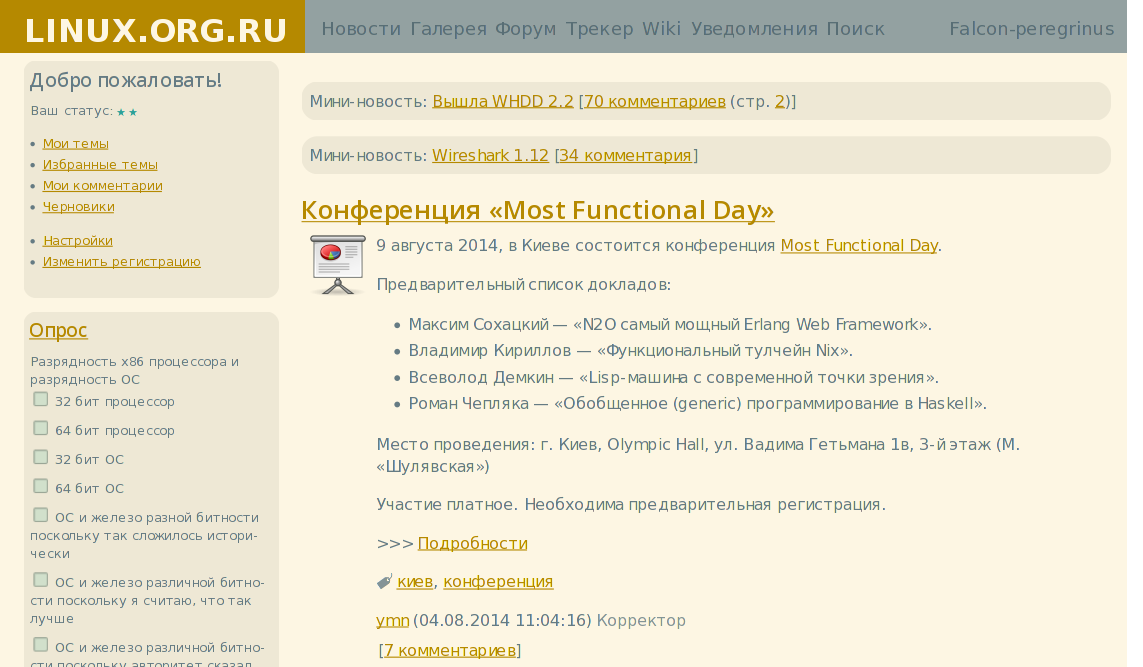 LINUX.ORG.RU
Новости Галерея Форум Трекер Wiki Уведомления Поиск Falcon-peregrinus
Добро пожаловать!
Ваш статус: ★ ★
• Мои темы
• Избранные темы
• Мои комментарии
• Черновики
• Настройки
• Изменить регистрацию
Опрос
Разрядность x86 процессора и
разрядность ОС
32 бит процессор
64 бит процессор
32 бит ОС
64 бит ОС
ОС и железо разной битности
поскольку так сложилось истори-
чески
ОС и железо различной битно-
сти поскольку я считаю, что так
лучше
ОС и железо различной битно-
сти поскольку авторитет сказал
Мини-новость: Вышла WHDD 2.2 [70 комментариев (стр. 2)]
Мини-новость: Wireshark 1.12 [34 комментария]
Конференция «Most Functional Day»
9 августа 2014, в Киеве состоится конференция Most Functional Day.
Предварительный список докладов:
• Максим Сохацкий — «N2O самый мощный Erlang Web Framework».
• Владимир Кириллов — «Функциональный тулчейн Nix».
• Всеволод Демкин — «Lisp-машина с современной точки зрения».
• Роман Чепляка — «Обобщенное (generic) программирование в Haskell».
Место проведения: г. Киев, Olympic Hall, ул. Вадима Гетьмана 1в, 3-й этаж (М.
«Шулявская»)
Участие платное. Необходима предварительная регистрация.
>>> Подробности
киев, конференция
ymn (04.08.2014 11:04:16) Корректор
[7 комментариев]